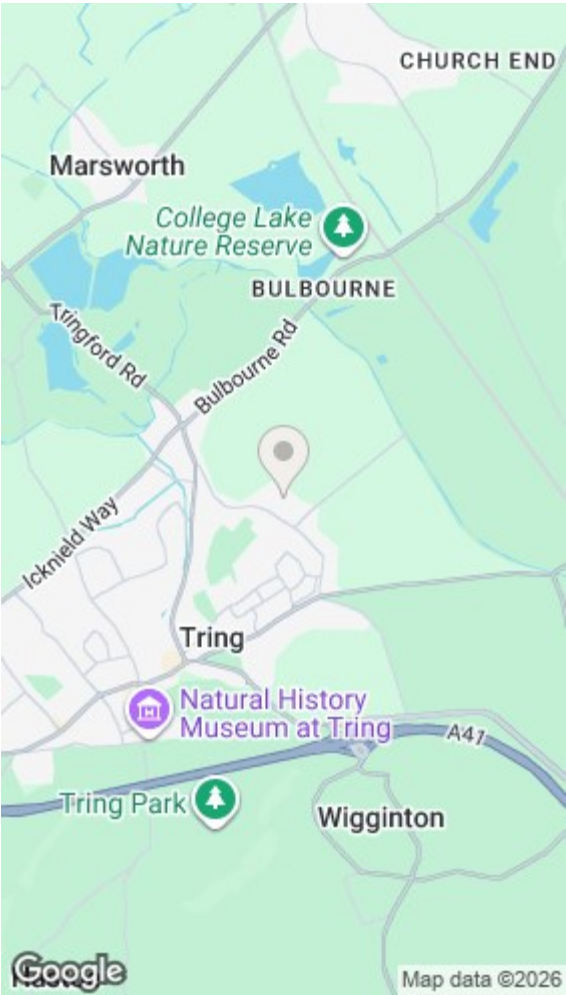 CHURCH END
Marsworth
College Lake
Nature Reserve
BULBOURNE
Tringford Rd
Bulbourne Rd
Icknield Way
Tring
Natural History
Museum at Tring
A41
Tring Park
Wigginton
Google
Map data ©2026